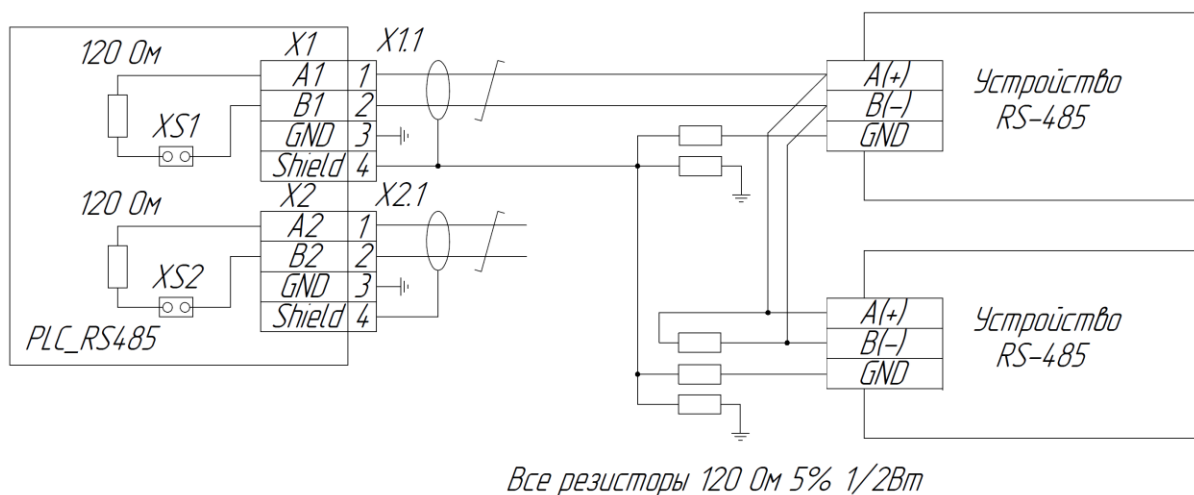 120 Ом
XS1
X1 X1.1
A1 1
B1 2
GND 3
Shield 4
120 Ом
XS2
X2 X2.1
A2 1
B2 2
GND 3
Shield 4
PLC_RS485
A(+)
B(-)
GND
Устройство
RS-485
A(+)
B(-)
GND
Устройство
RS-485
Все резисторы 120 Ом 5% 1/2Вт